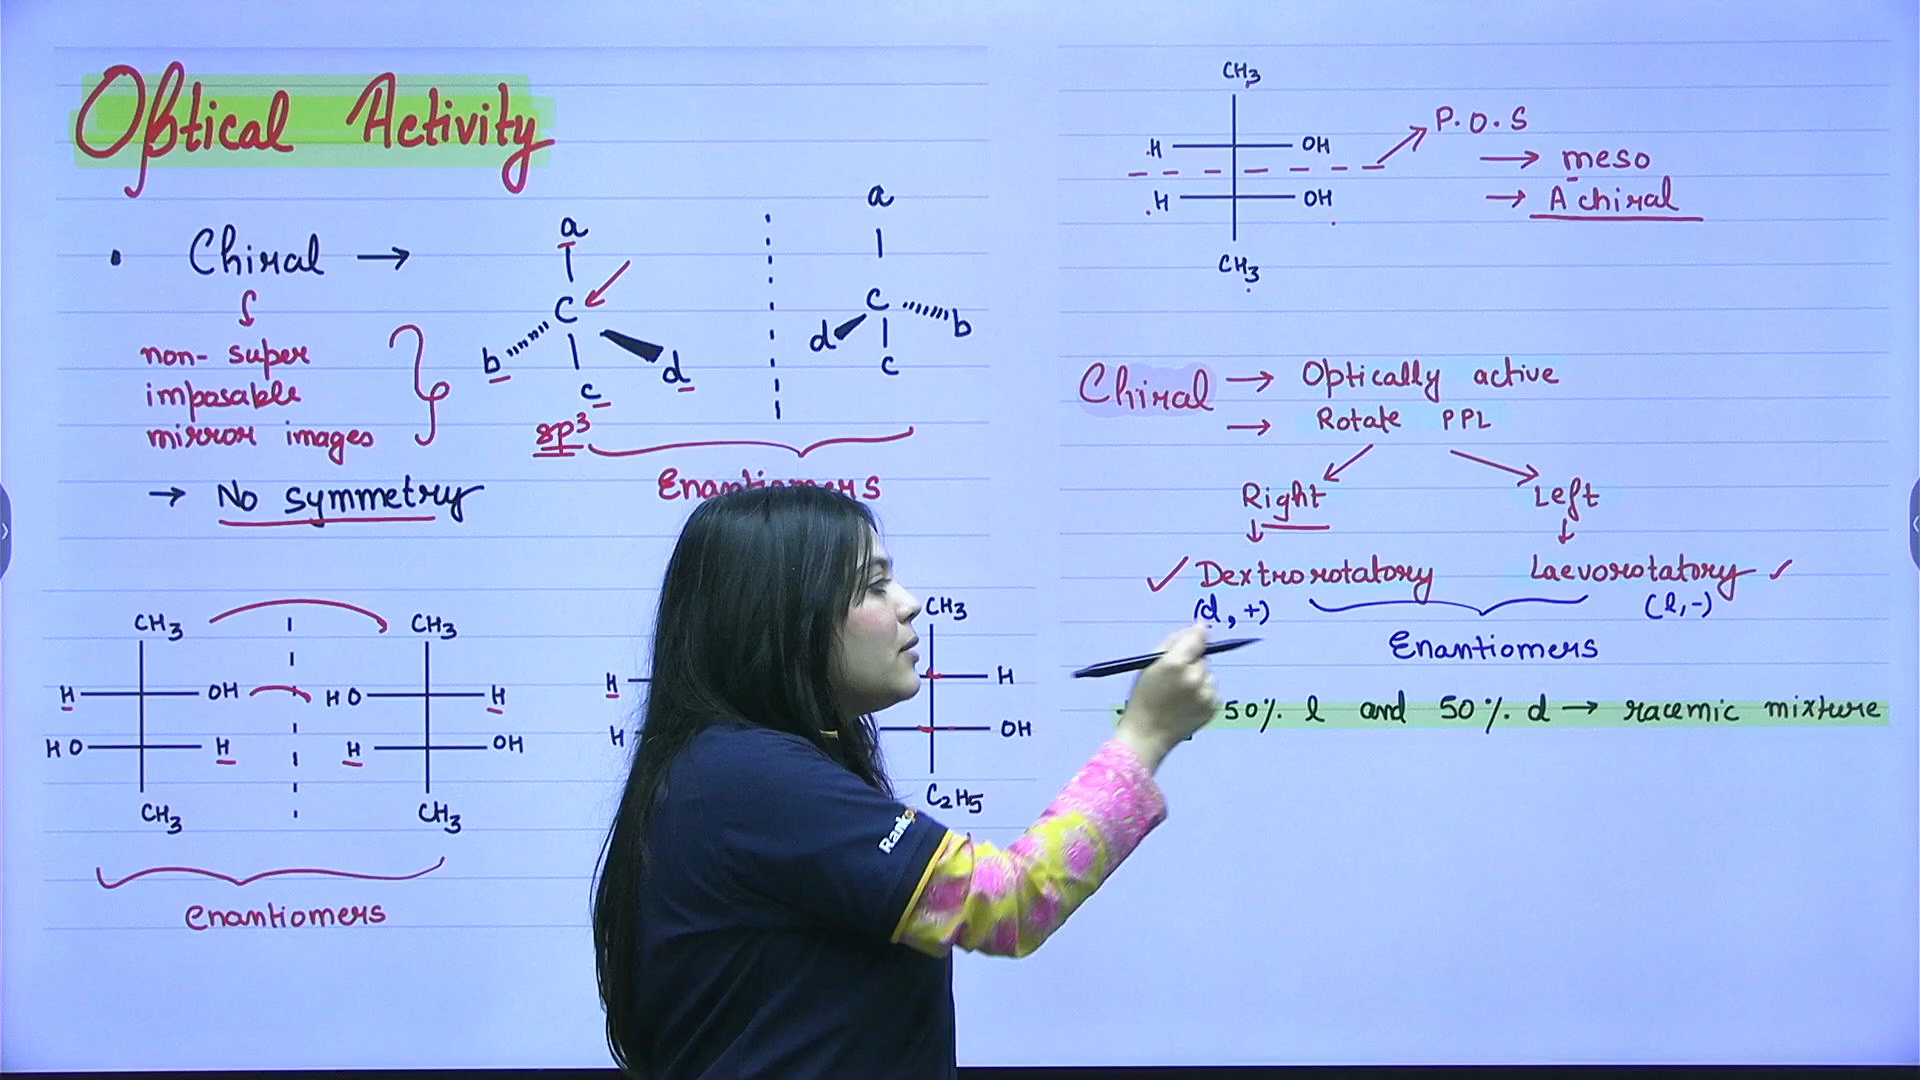 Optical Activity
• Chiral →
non-super
imposable
mirror images
→ No symmetry
a
C
b
d
c
sp³
a
C
d
b
c
Enantiomers
CH3
H OH
HO H
CH3
CH3
HO H
H OH
CH3
enantiomers
H
H
CH3
H
OH
C2H5
Rank
CH3
H OH
H OH
CH3
P.O.S
→ meso
→ Achiral
Chiral → Optically active
→ Rotate PPL
Right Left
✓ Dextrorotatory Laevorotatory ✓
(d, +) (l, -)
Enantiomers
50% l and 50% d → racemic mixture